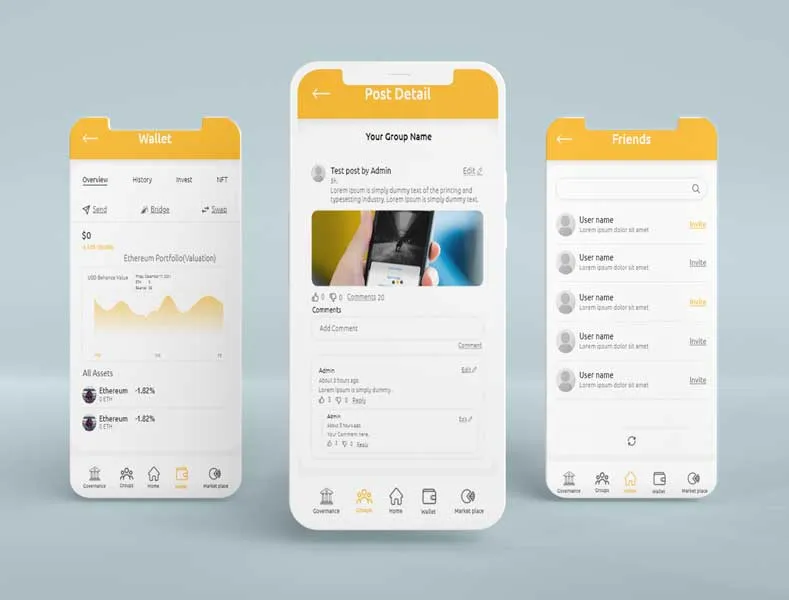 Wallet
Overview History Invest NFT
Send Bridge Swap
$0
Ethereum Portfolio(Valuation)
USD Behance Value
All Assets
Ethereum -1.82%
0 ETH
Ethereum -1.82%
0 ETH
Governance Groups Home Wallet Market place
Post Detail
Your Group Name
Test post by Admin Edit
Lorem Ipsum is simply dummy text of the printing and
typesetting industry. Lorem Ipsum is simply dummy text.
0 0 Comments 20
Comments
Add Comment
Comment
Admin Edit
About 3 hours ago.
Lorem Ipsum is simply dummy.
3 0 Reply
Admin Edit
About 3 hours ago.
Your Comment here.
3 0 Reply
Governance Groups Home Wallet Market place
Friends
User name Invite
Lorem ipsum dolor sit amet
User name Invite
Lorem ipsum dolor sit amet
User name Invite
Lorem ipsum dolor sit amet
User name Invite
Lorem ipsum dolor sit amet
User name Invite
Lorem ipsum dolor sit amet
Governance Groups Home Wallet Market place